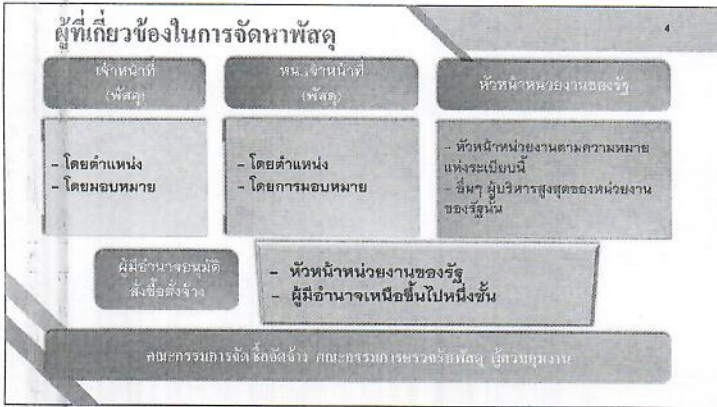 ผู้ที่เกี่ยวข้องในการจัดหาพัสดุ
4
เจ้าหน้าที่
(พัสดุ)
หน.เจ้าหน้าที่
(พัสดุ)
หัวหน้าหน่วยงานของรัฐ
- โดยตำแหน่ง
- โดยมอบหมาย
- โดยตำแหน่ง
- โดยการมอบหมาย
- หัวหน้าหน่วยงานตามความหมาย
แห่งระเบียบนี้
- อื่นๆ ผู้บริหารสูงสุดของหน่วยงาน
ของรัฐนั้น
ผู้มีอำนาจอนุมัติ
สั่งซื้อสั่งจ้าง
- หัวหน้าหน่วยงานของรัฐ
- ผู้มีอำนาจเหนือขึ้นไปหนึ่งชั้น
คณะกรรมการจัดซื้อจัดจ้าง คณะกรรมการตรวจรับพัสดุ ผู้ควบคุมงาน